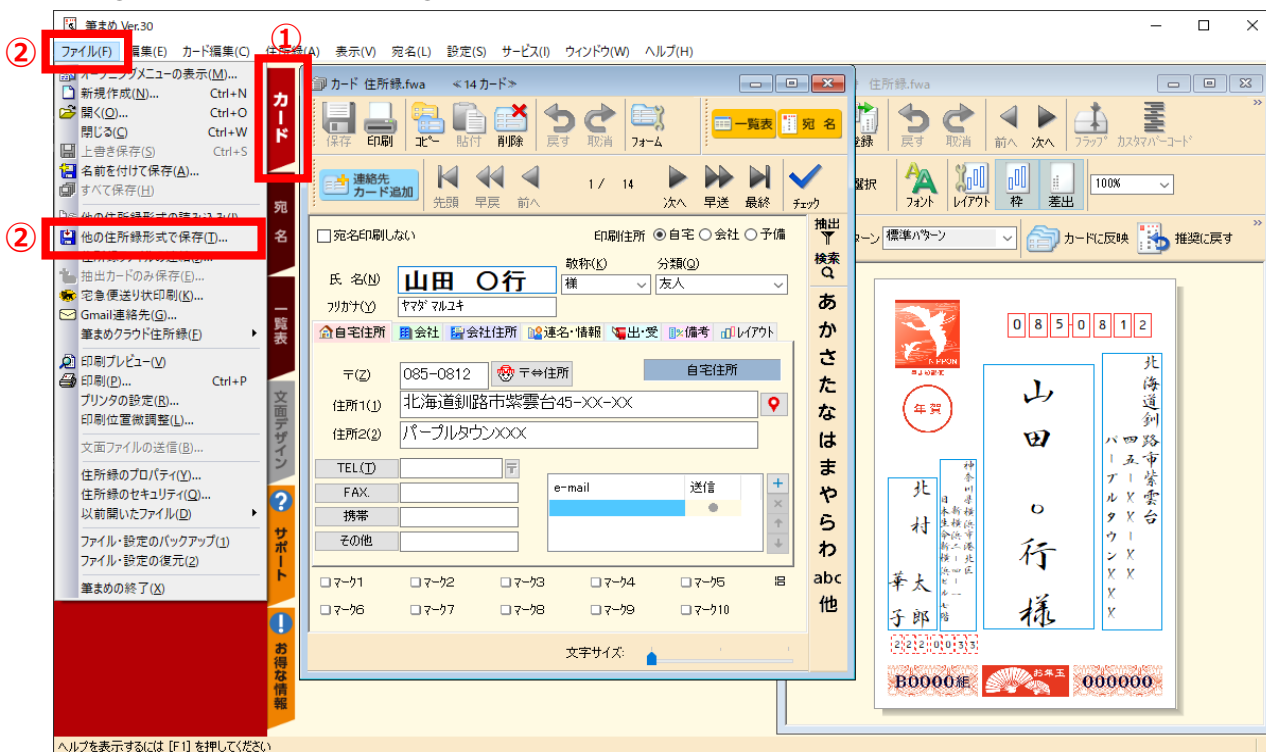 筆まめ Ver.30
①
②
ファイル(F) 編集(E) カード編集(C) 住所録(A) 表示(V) 宛名(L) 設定(S) サービス(I) ウィンドウ(W) ヘルプ(H)
オープニングメニューの表示(M)...
新規作成(N)... Ctrl+N
開く(O)... Ctrl+O
閉じる(C) Ctrl+W
上書き保存(S) Ctrl+S
名前を付けて保存(A)...
すべて保存(H)
②
他の住所録形式で保存(T)...
抽出カードのみ保存(E)...
宅急便送り状印刷(K)...
Gmail連絡先(G)...
筆まめクラウド住所録(F)
印刷プレビュー(V)
印刷(P)... Ctrl+P
プリンタの設定(R)...
印刷位置微調整(L)...
文面ファイルの送信(B)...
住所録のプロパティ(Y)...
住所録のセキュリティ(Q)...
以前開いたファイル(D)
ファイル・設定のバックアップ(1)
ファイル・設定の復元(2)
筆まめの終了(X)
カード
宛名
一覧表
文面デザイン
サポート
お得な情報
カード 住所録.fwa ≪14カード≫
保存 印刷 コピー 貼付 削除 戻す 取消 フォーム
一覧表 宛 名
連絡先
カード追加
先頭 早戻 前へ 1 / 14 次へ 早送 最終 チェック
宛名印刷しない 印刷住所 自宅 会社 予備
敬称(K) 分類(Q)
氏 名(N) 山田 〇行 様 友人
フリガナ(Y) ヤマダ マルユキ
自宅住所 会社 会社住所 連名・情報 出・受 備考 レイアウト
〒(Z) 085-0812 〒⇔住所 自宅住所
住所1(1) 北海道釧路市紫雲台45-XX-XX
住所2(2) パープルタウンXXX
TEL(T)
FAX.
携帯
その他
e-mail 送信
マーク1 マーク2 マーク3 マーク4 マーク5
マーク6 マーク7 マーク8 マーク9 マーク10
文字サイズ:
抽出
検索
あ
か
さ
た
な
は
ま
や
ら
わ
abc
他
住所録.fwa
登録 戻す 取消 前へ 次へ フラップ カスタマバーコード
選択 フォント レイアウト 枠 差出 100%
ターン 標準パターン カードに反映 推奨に戻す
NIPPON
年賀
085-0812
北海道釧路市紫雲台
四五ーXXーXX
パープルタウンXXX
山田 〇行 様
北村 太郎
華子
2220033
B0000組 お年玉 000000
ヘルプを表示するには [F1] を押してください